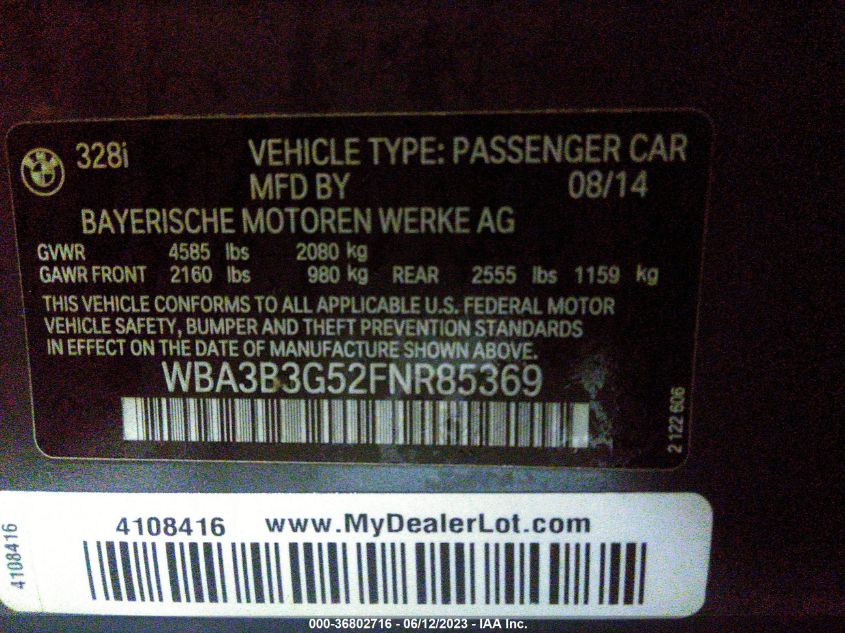 328i VEHICLE TYPE: PASSENGER CAR
MFD BY 08/14
BAYERISCHE MOTOREN WERKE AG
GVWR 4585 lbs 2080 kg
GAWR FRONT 2160 lbs 980 kg REAR 2555 lbs 1159 kg
THIS VEHICLE CONFORMS TO ALL APPLICABLE U.S. FEDERAL MOTOR
VEHICLE SAFETY, BUMPER AND THEFT PREVENTION STANDARDS
IN EFFECT ON THE DATE OF MANUFACTURE SHOWN ABOVE.
WBA3B3G52FNR85369
2 122 606
4108416 www.MyDealerLot.com
4108416
000-36802716 - 06/12/2023 - IAA Inc.